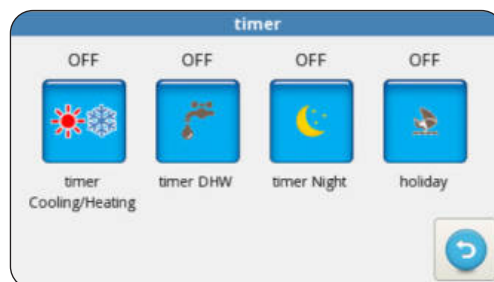 timer
OFF OFF OFF OFF
timer Cooling/Heating
timer DHW
timer Night
holiday